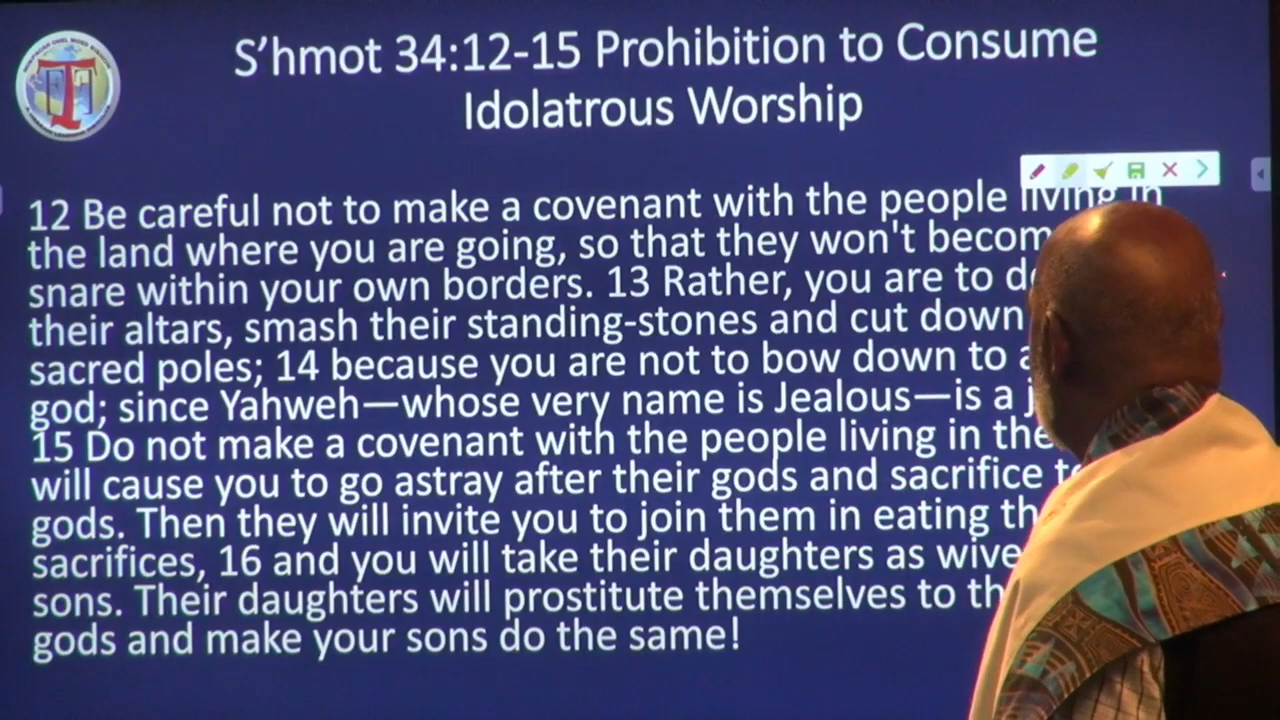 S'hmot 34:12-15 Prohibition to Consume
Idolatrous Worship
12 Be careful not to make a covenant with the people living in
the land where you are going, so that they won't becom
snare within your own borders. 13 Rather, you are to d
their altars, smash their standing-stones and cut down
sacred poles; 14 because you are not to bow down to a
god; since Yahweh—whose very name is Jealous—is a j
15 Do not make a covenant with the people living in the
will cause you to go astray after their gods and sacrifice t
gods. Then they will invite you to join them in eating th
sacrifices, 16 and you will take their daughters as wive
sons. Their daughters will prostitute themselves to th
gods and make your sons do the same!